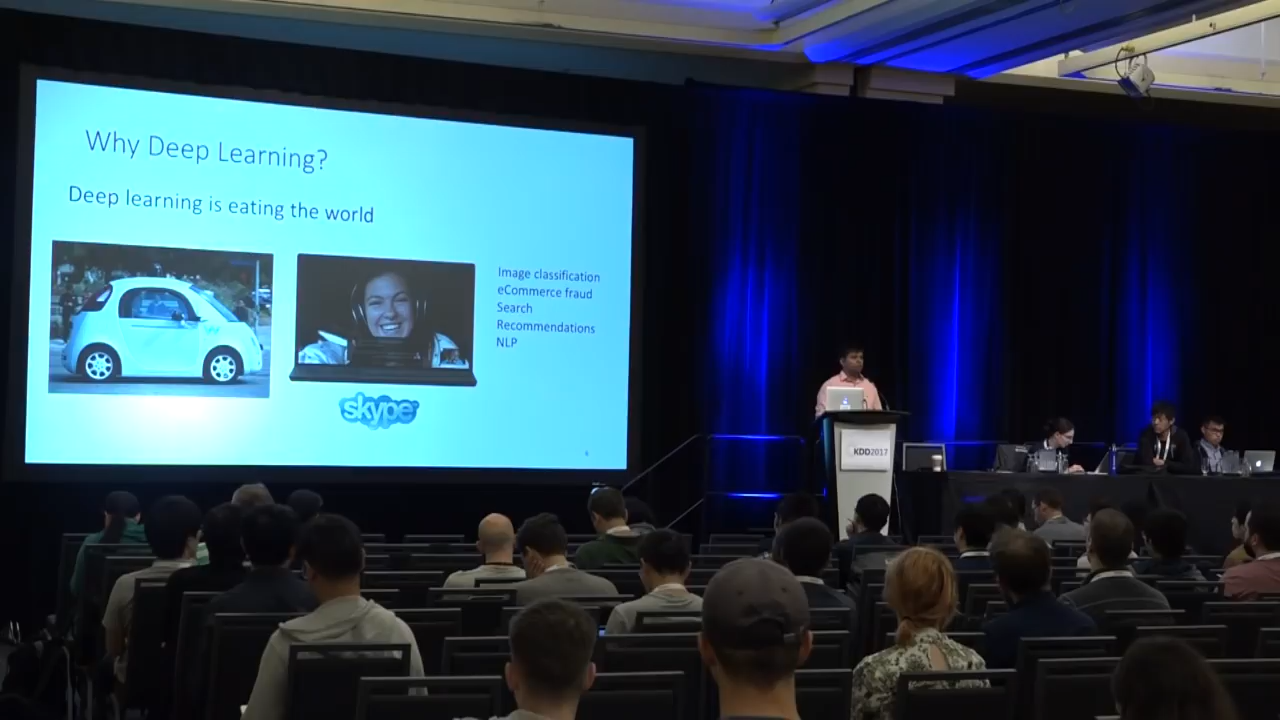 Why Deep Learning?
Deep learning is eating the world
Image classification
eCommerce fraud
Search
Recommendations
NLP
skype
KDD2017